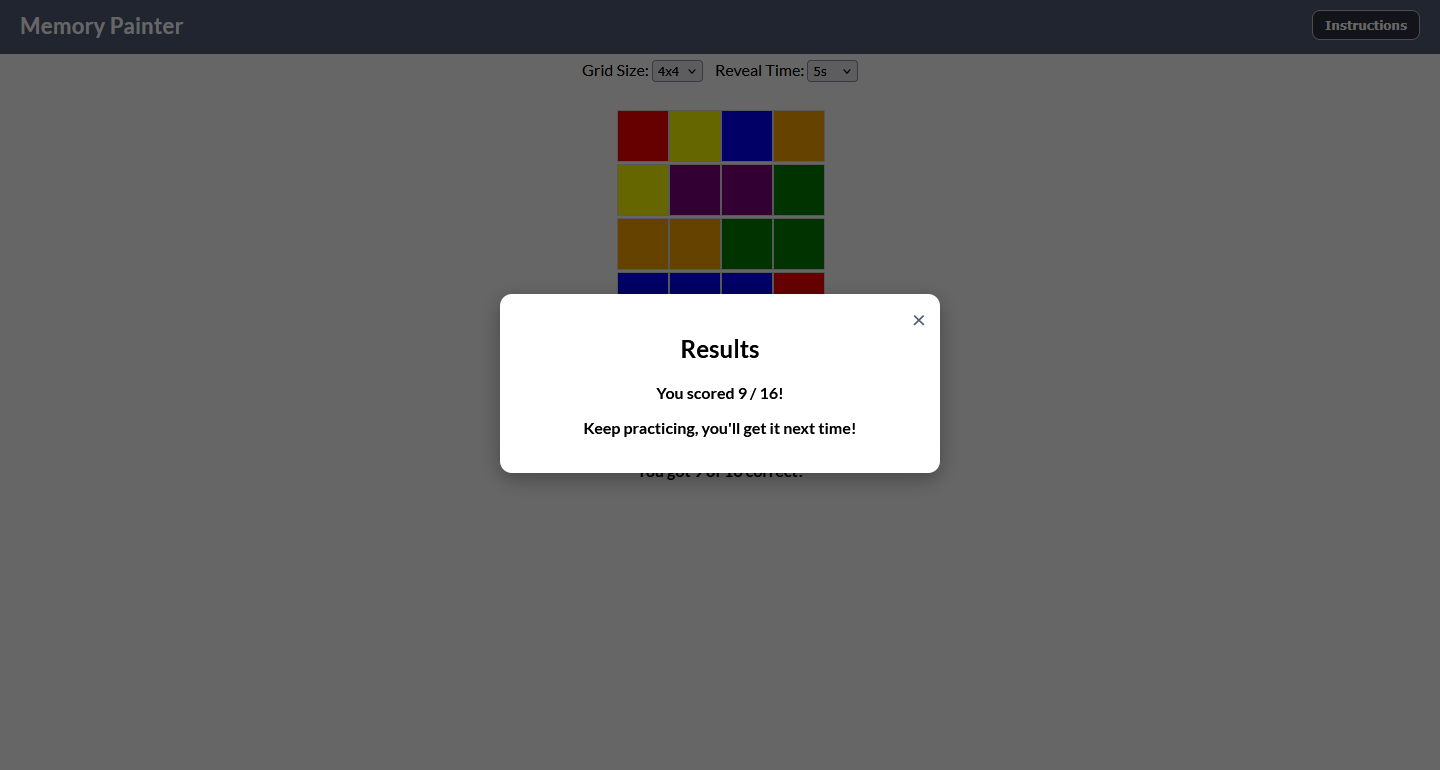 Memory Painter
Instructions
Grid Size: 4x4 Reveal Time: 5s
Results
You scored 9 / 16!
Keep practicing, you'll get it next time!
You got 9 of 16 correct!